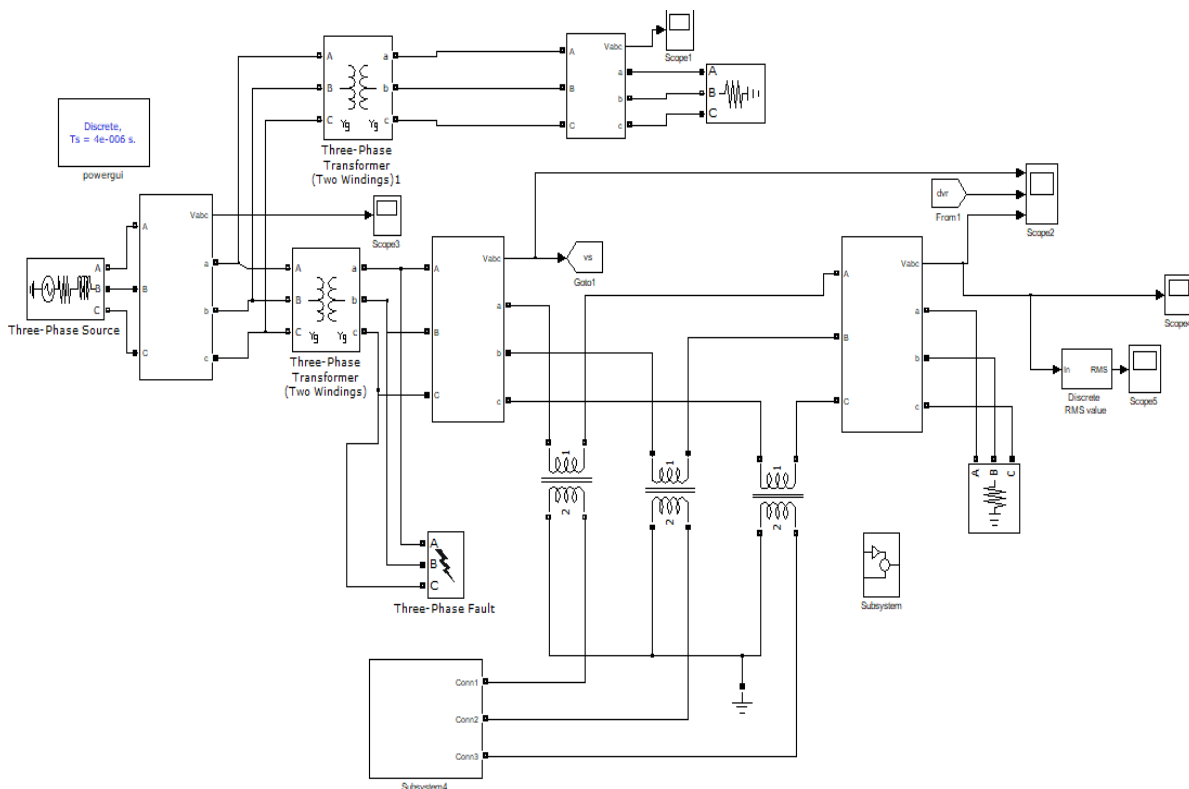 Discrete,
Ts = 4e-006 s.
powergui
A
B
C
Three-Phase Source
A
B
C
Vabc
a
b
c
Scope3
A
B
C
a
b
c
Yg
Yg
Three-Phase
Transformer
(Two Windings)1
A
B
C
Vabc
a
b
c
Scope1
A
B
C
A
B
C
a
b
c
Yg
Yg
Three-Phase
Transformer
(Two Windings)
A
B
C
Vabc
a
b
c
vs
Goto1
dvr
From1
Scope2
A
B
C
Vabc
a
b
c
In
RMS
Discrete
RMS value
Scope5
A
B
C
1
2
1
2
1
2
A
B
C
Three-Phase Fault
Subsystem
Conn1
Conn2
Conn3
Subsystem4